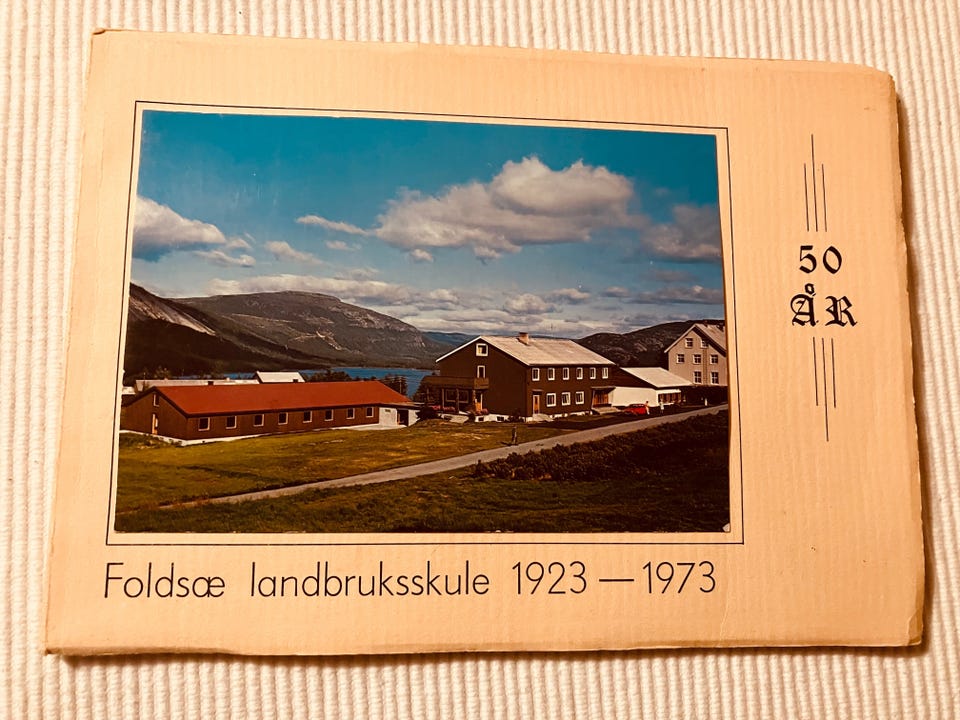 50
ÅR
Foldsæ landbruksskule 1923 — 1973